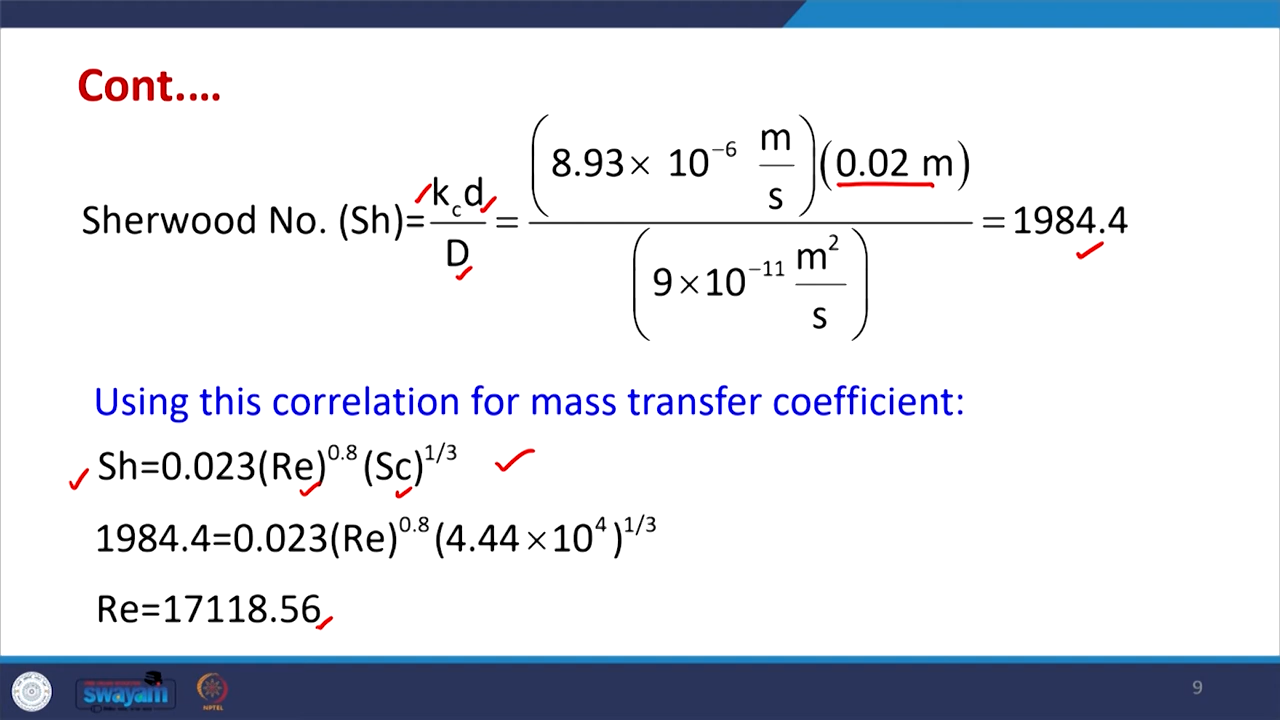 Cont....
Sherwood No. (Sh)= k_c d / D = (8.93× 10^−6 m/s)(0.02 m) / (9×10^−11 m^2/s) = 1984.4
Using this correlation for mass transfer coefficient:
Sh=0.023(Re)^0.8 (Sc)^1/3
1984.4=0.023(Re)^0.8 (4.44×10^4)^1/3
Re=17118.56
swayam
NPTEL
9